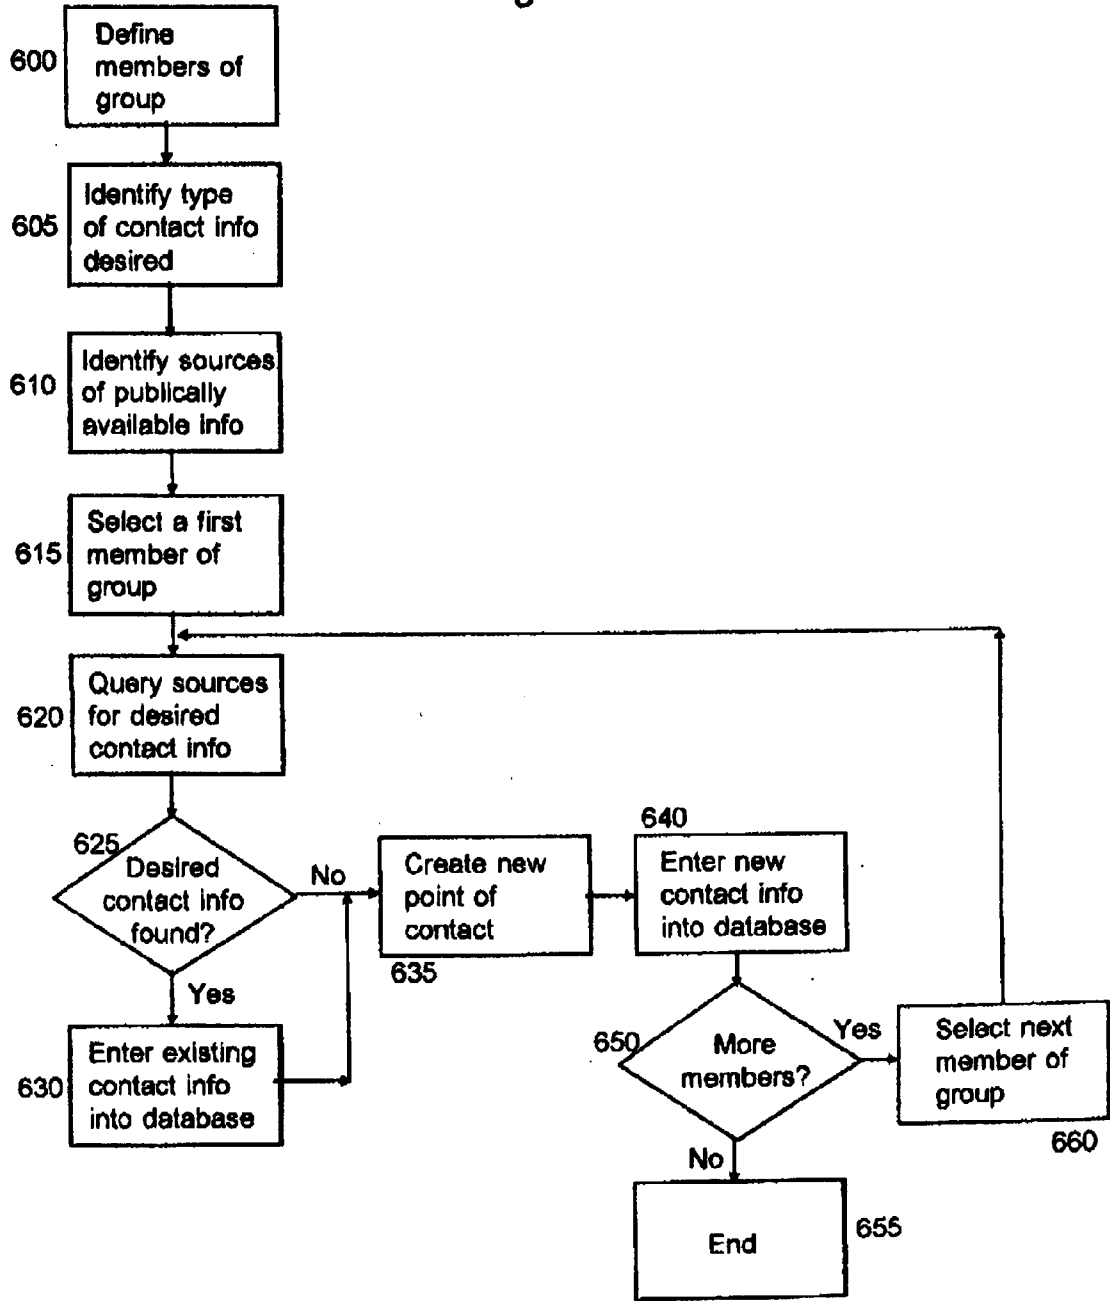 Define
members of
group
600
Identify type
of contact info
desired
605
Identify sources
of publically
available info
610
Select a first
member of
group
615
Query sources
for desired
contact info
620
625
Desired
contact info
found?
No
Yes
Enter existing
contact info
into database
630
Create new
point of
contact
635
640
Enter new
contact info
into database
650
More
members?
Yes
No
Select next
member of
group
660
End
655